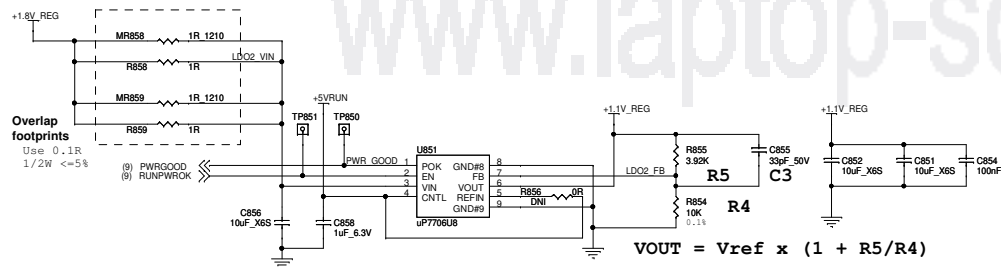 www.laptop-sc
+1.8V_REG
MR858 1R_1210
LDO2_VIN
R858 1R
MR859 1R_1210
R859 1R
Overlap
footprints
Use 0.1R
1/2W <=5%
+5VRUN
TP851 TP850
U851
(9) PWRGOOD
(9) RUNPWROK
PWR_GOOD 1 POK GND#8 8
2 EN FB 7
3 VIN VOUT 6
4 CNTL REFIN 5
GND#9 9
uP7706U8
R856 0R
DNI
LDO2_FB
C856
10uF_X6S
C858
1uF_6.3V
+1.1V_REG
R855
3.92K
R5
C855
33pF_50V
C3
R854
10K
0.1%
R4
+1.1V_REG
C852
10uF_X6S
C851
10uF_X6S
C854
100nF
VOUT = Vref x (1 + R5/R4)